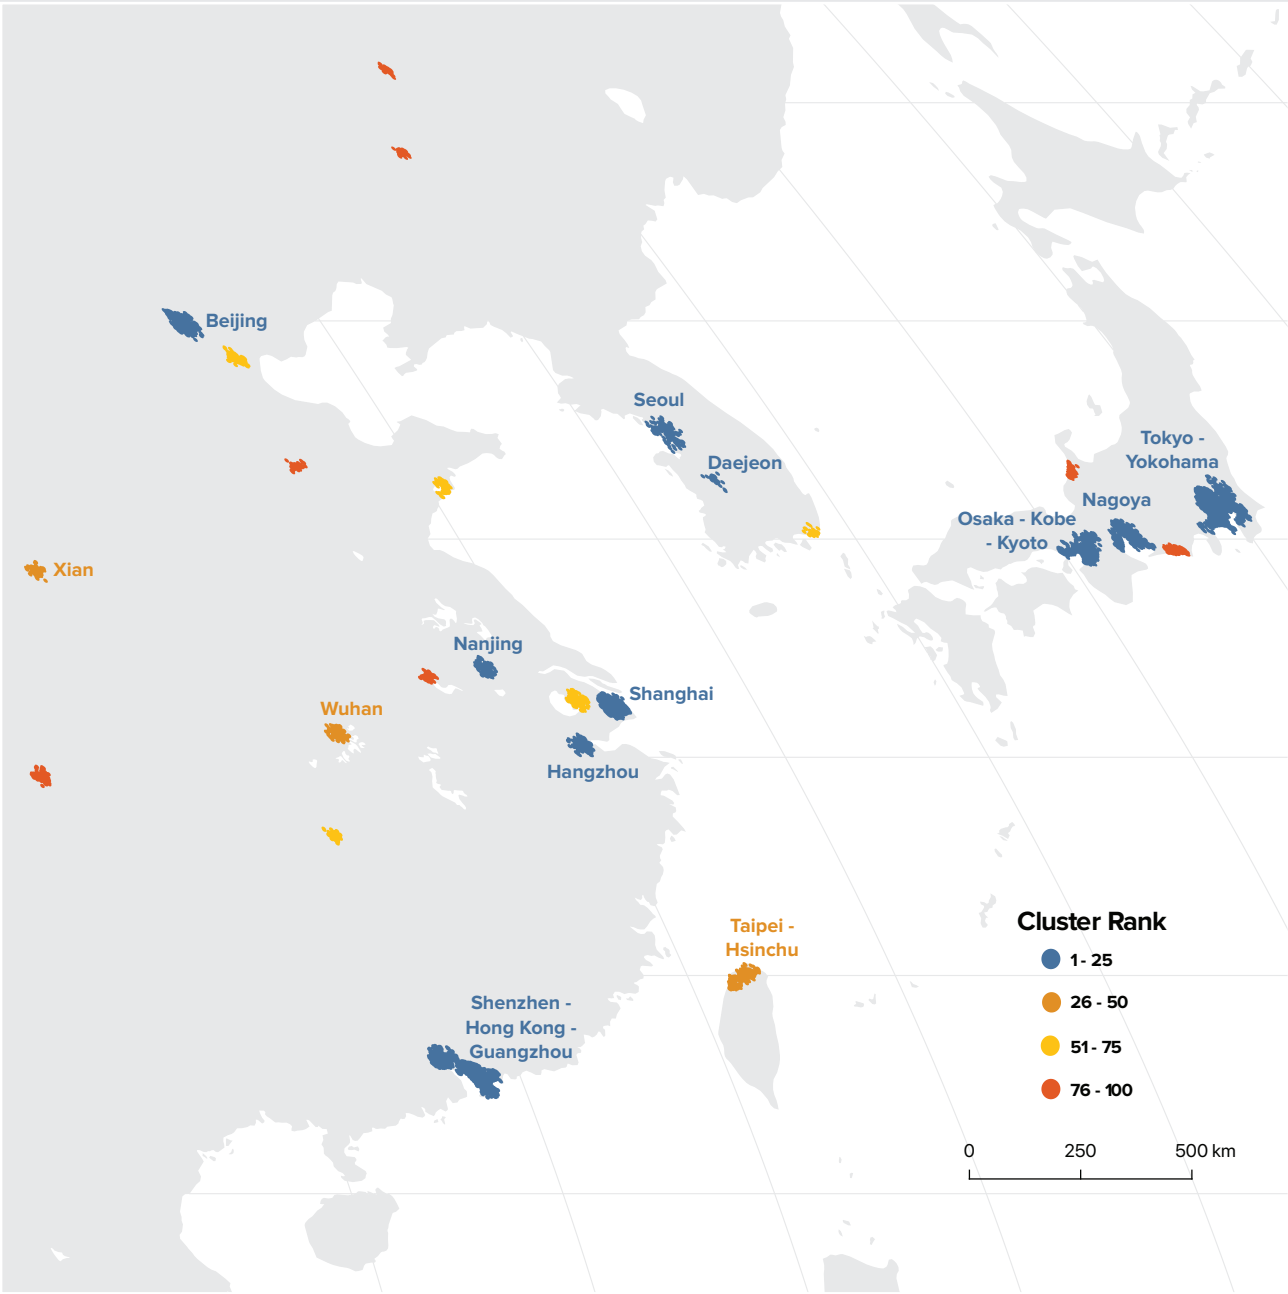 Beijing
Seoul
Daejeon
Tokyo -
Yokohama
Nagoya
Osaka - Kobe
- Kyoto
Xian
Nanjing
Shanghai
Wuhan
Hangzhou
Taipei -
Hsinchu
Shenzhen -
Hong Kong -
Guangzhou
Cluster Rank
1 - 25
26 - 50
51 - 75
76 - 100
0 250 500 km